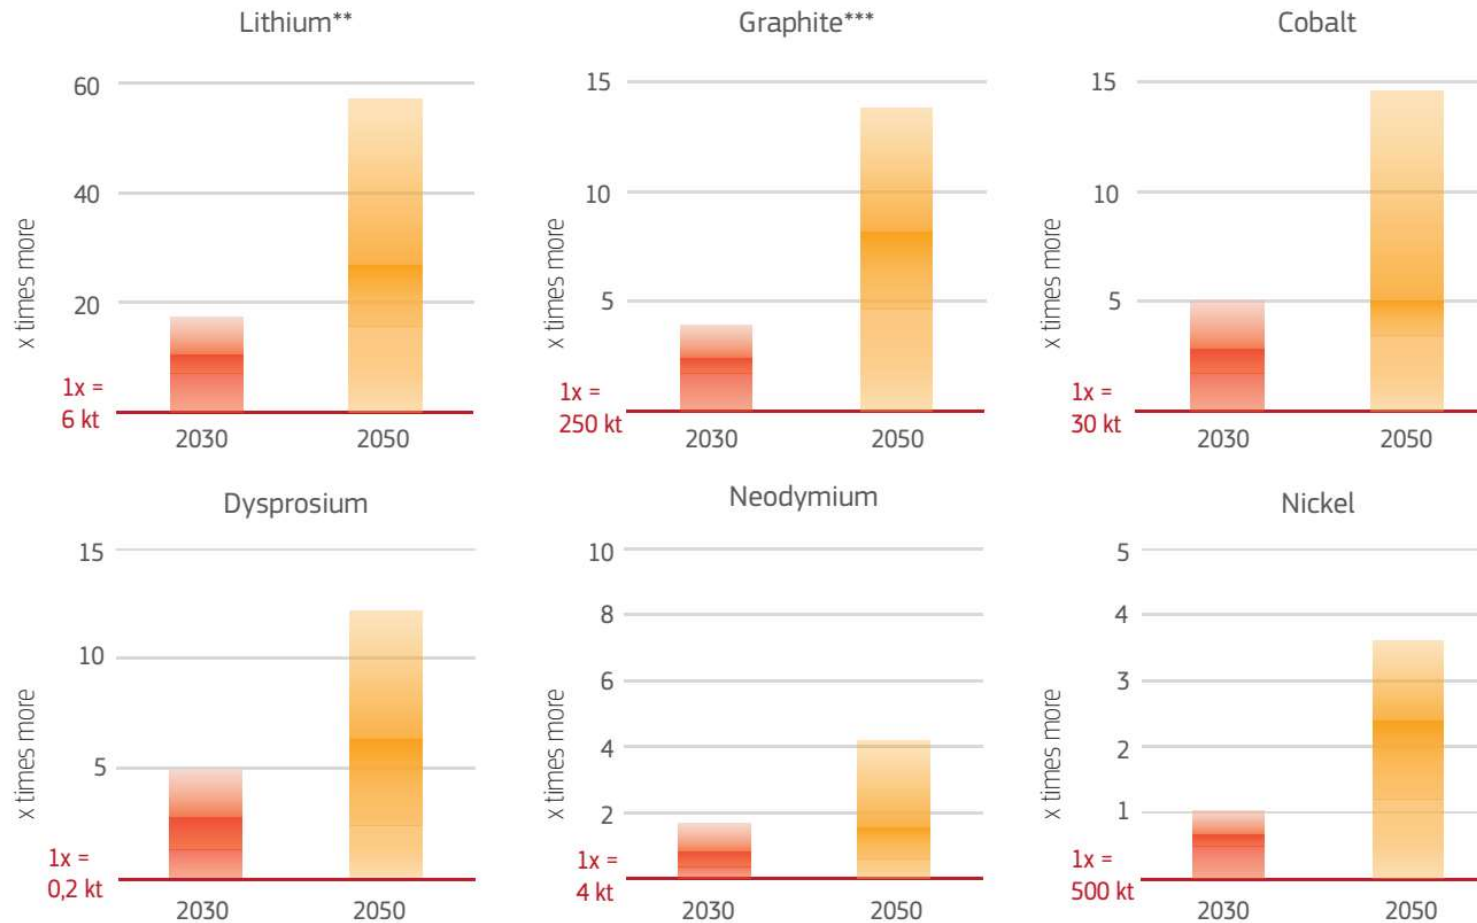 Lithium**
60
40
20
x times more
1x =
6 kt
2030
2050
Graphite***
15
10
5
x times more
1x =
250 kt
2030
2050
Cobalt
15
10
5
x times more
1x =
30 kt
2030
2050
Dysprosium
15
10
5
x times more
1x =
0,2 kt
2030
2050
Neodymium
10
8
6
4
2
x times more
1x =
4 kt
2030
2050
Nickel
5
4
3
2
1
x times more
1x =
500 kt
2030
2050